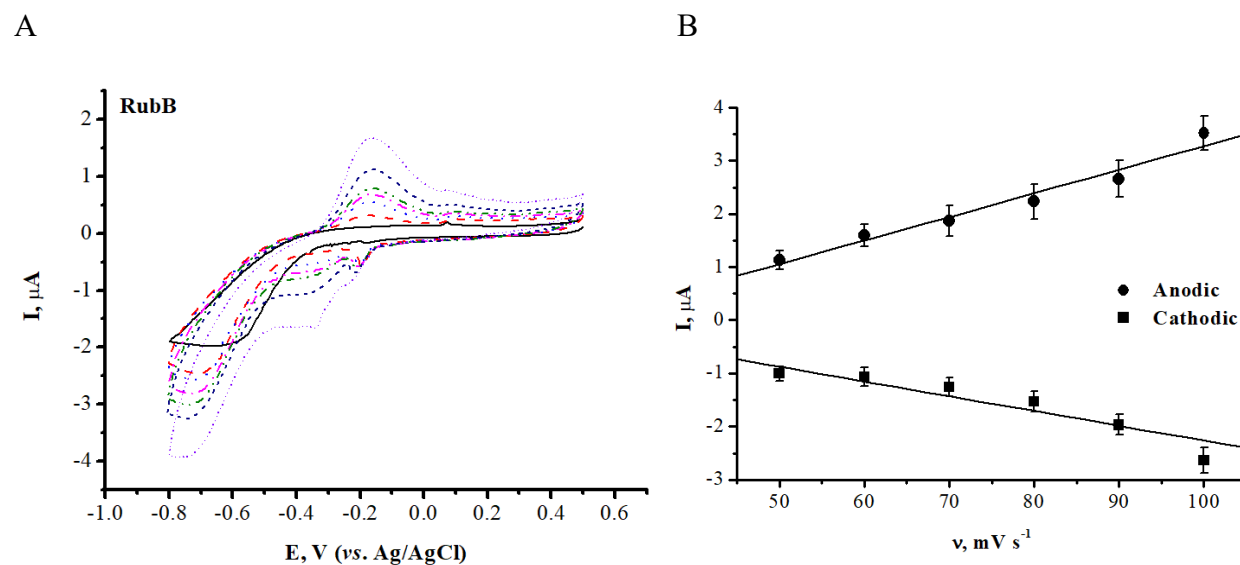 A
B
RubB
2
1
0
-1
-2
-3
-4
I, µA
-1.0 -0.8 -0.6 -0.4 -0.2 0.0 0.2 0.4 0.6
E, V (vs. Ag/AgCl)
4
3
2
1
0
-1
-2
-3
I, µA
Anodic
Cathodic
50 60 70 80 90 100
ν, mV s⁻¹